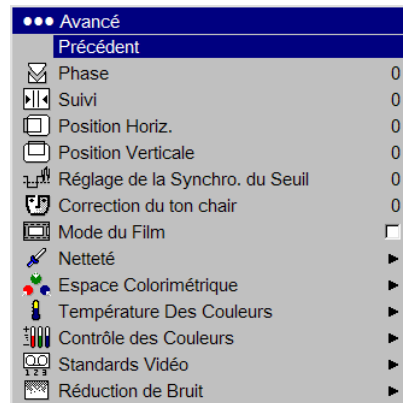 ••• Avancé
Précédent
Phase 0
Suivi 0
Position Horiz. 0
Position Verticale 0
Réglage de la Synchro. du Seuil 0
Correction du ton chair 0
Mode du Film
Netteté
Espace Colorimétrique
Température Des Couleurs
Contrôle des Couleurs
Standards Vidéo
Réduction de Bruit